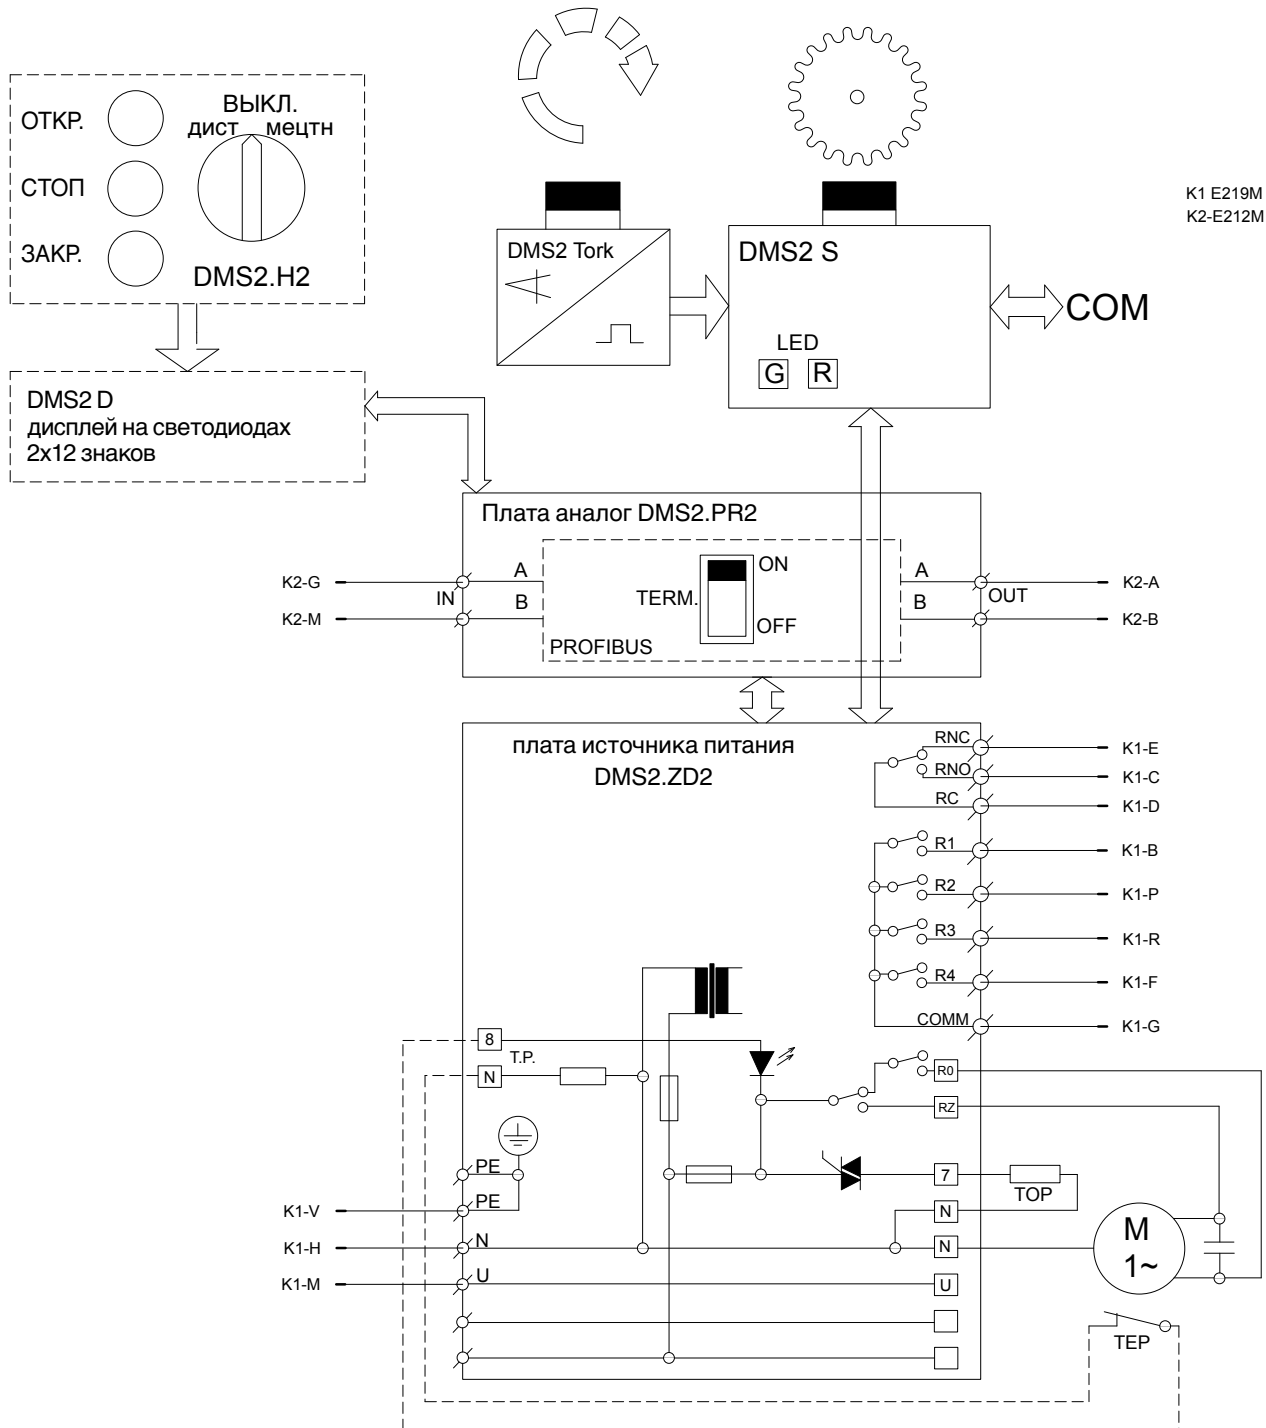 ОТКР.
СТОП
ЗАКР.
ВЫКЛ.
дист мецтн
DMS2.H2
DMS2 Tork
DMS2 S
LED
G R
COM
K1 E219M
K2-E212M
DMS2 D
дисплей на светодиодах
2x12 знаков
Плата аналог DMS2.PR2
K2-G
K2-M
IN
A
B
TERM.
ON
OFF
PROFIBUS
A
B
OUT
K2-A
K2-B
плата источника питания
DMS2.ZD2
RNC
K1-E
RNO
K1-C
RC
K1-D
R1
K1-B
R2
K1-P
R3
K1-R
R4
K1-F
COMM
K1-G
8
T.P.
N
R0
RZ
PE
7
TOP
K1-V
PE
N
K1-H
N
N
M
1~
K1-M
U
U
TEP